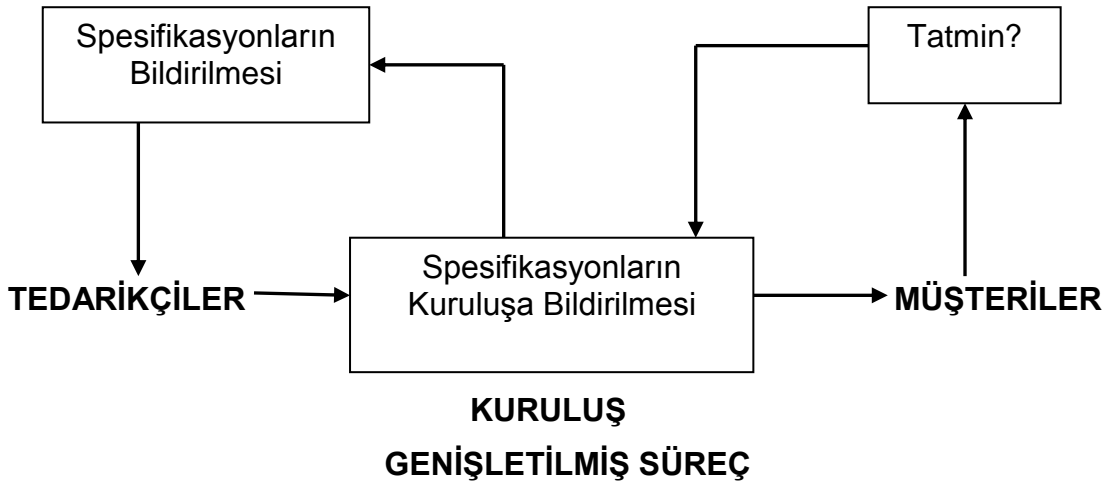 Spesifikasyonların
Bildirilmesi
Tatmin?
Spesifikasyonların
Kuruluşa Bildirilmesi
TEDARİKÇİLER
MÜŞTERİLER
KURULUŞ
GENİŞLETİLMİŞ SÜREÇ